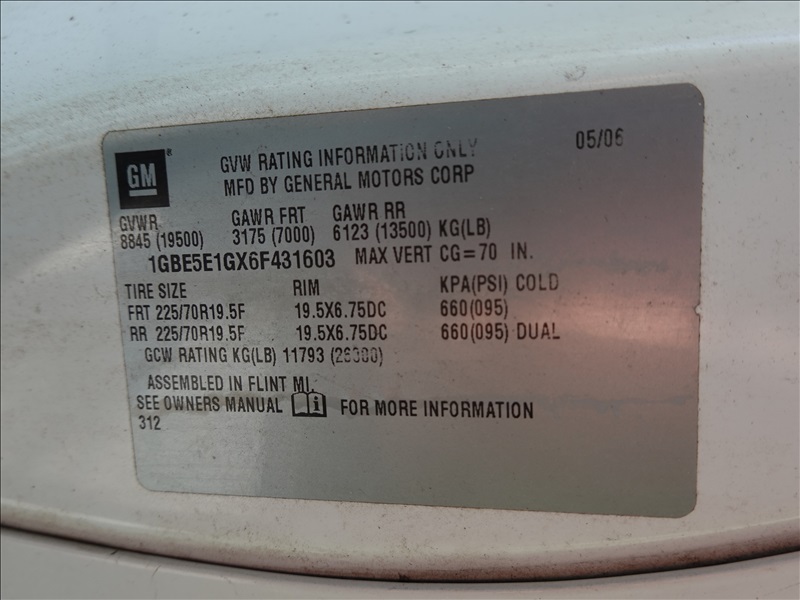 GM®
GVW RATING INFORMATION ONLY 05/06
MFD BY GENERAL MOTORS CORP
GVWR GAWR FRT GAWR RR
8845 (19500) 3175 (7000) 6123 (13500) KG(LB)
1GBE5E1GX6F431603 MAX VERT CG=70 IN.
TIRE SIZE RIM KPA(PSI) COLD
FRT 225/70R19.5F 19.5X6.75DC 660(095)
RR 225/70R19.5F 19.5X6.75DC 660(095) DUAL
GCW RATING KG(LB) 11793 (26000)
ASSEMBLED IN FLINT MI.
SEE OWNERS MANUAL i FOR MORE INFORMATION
312